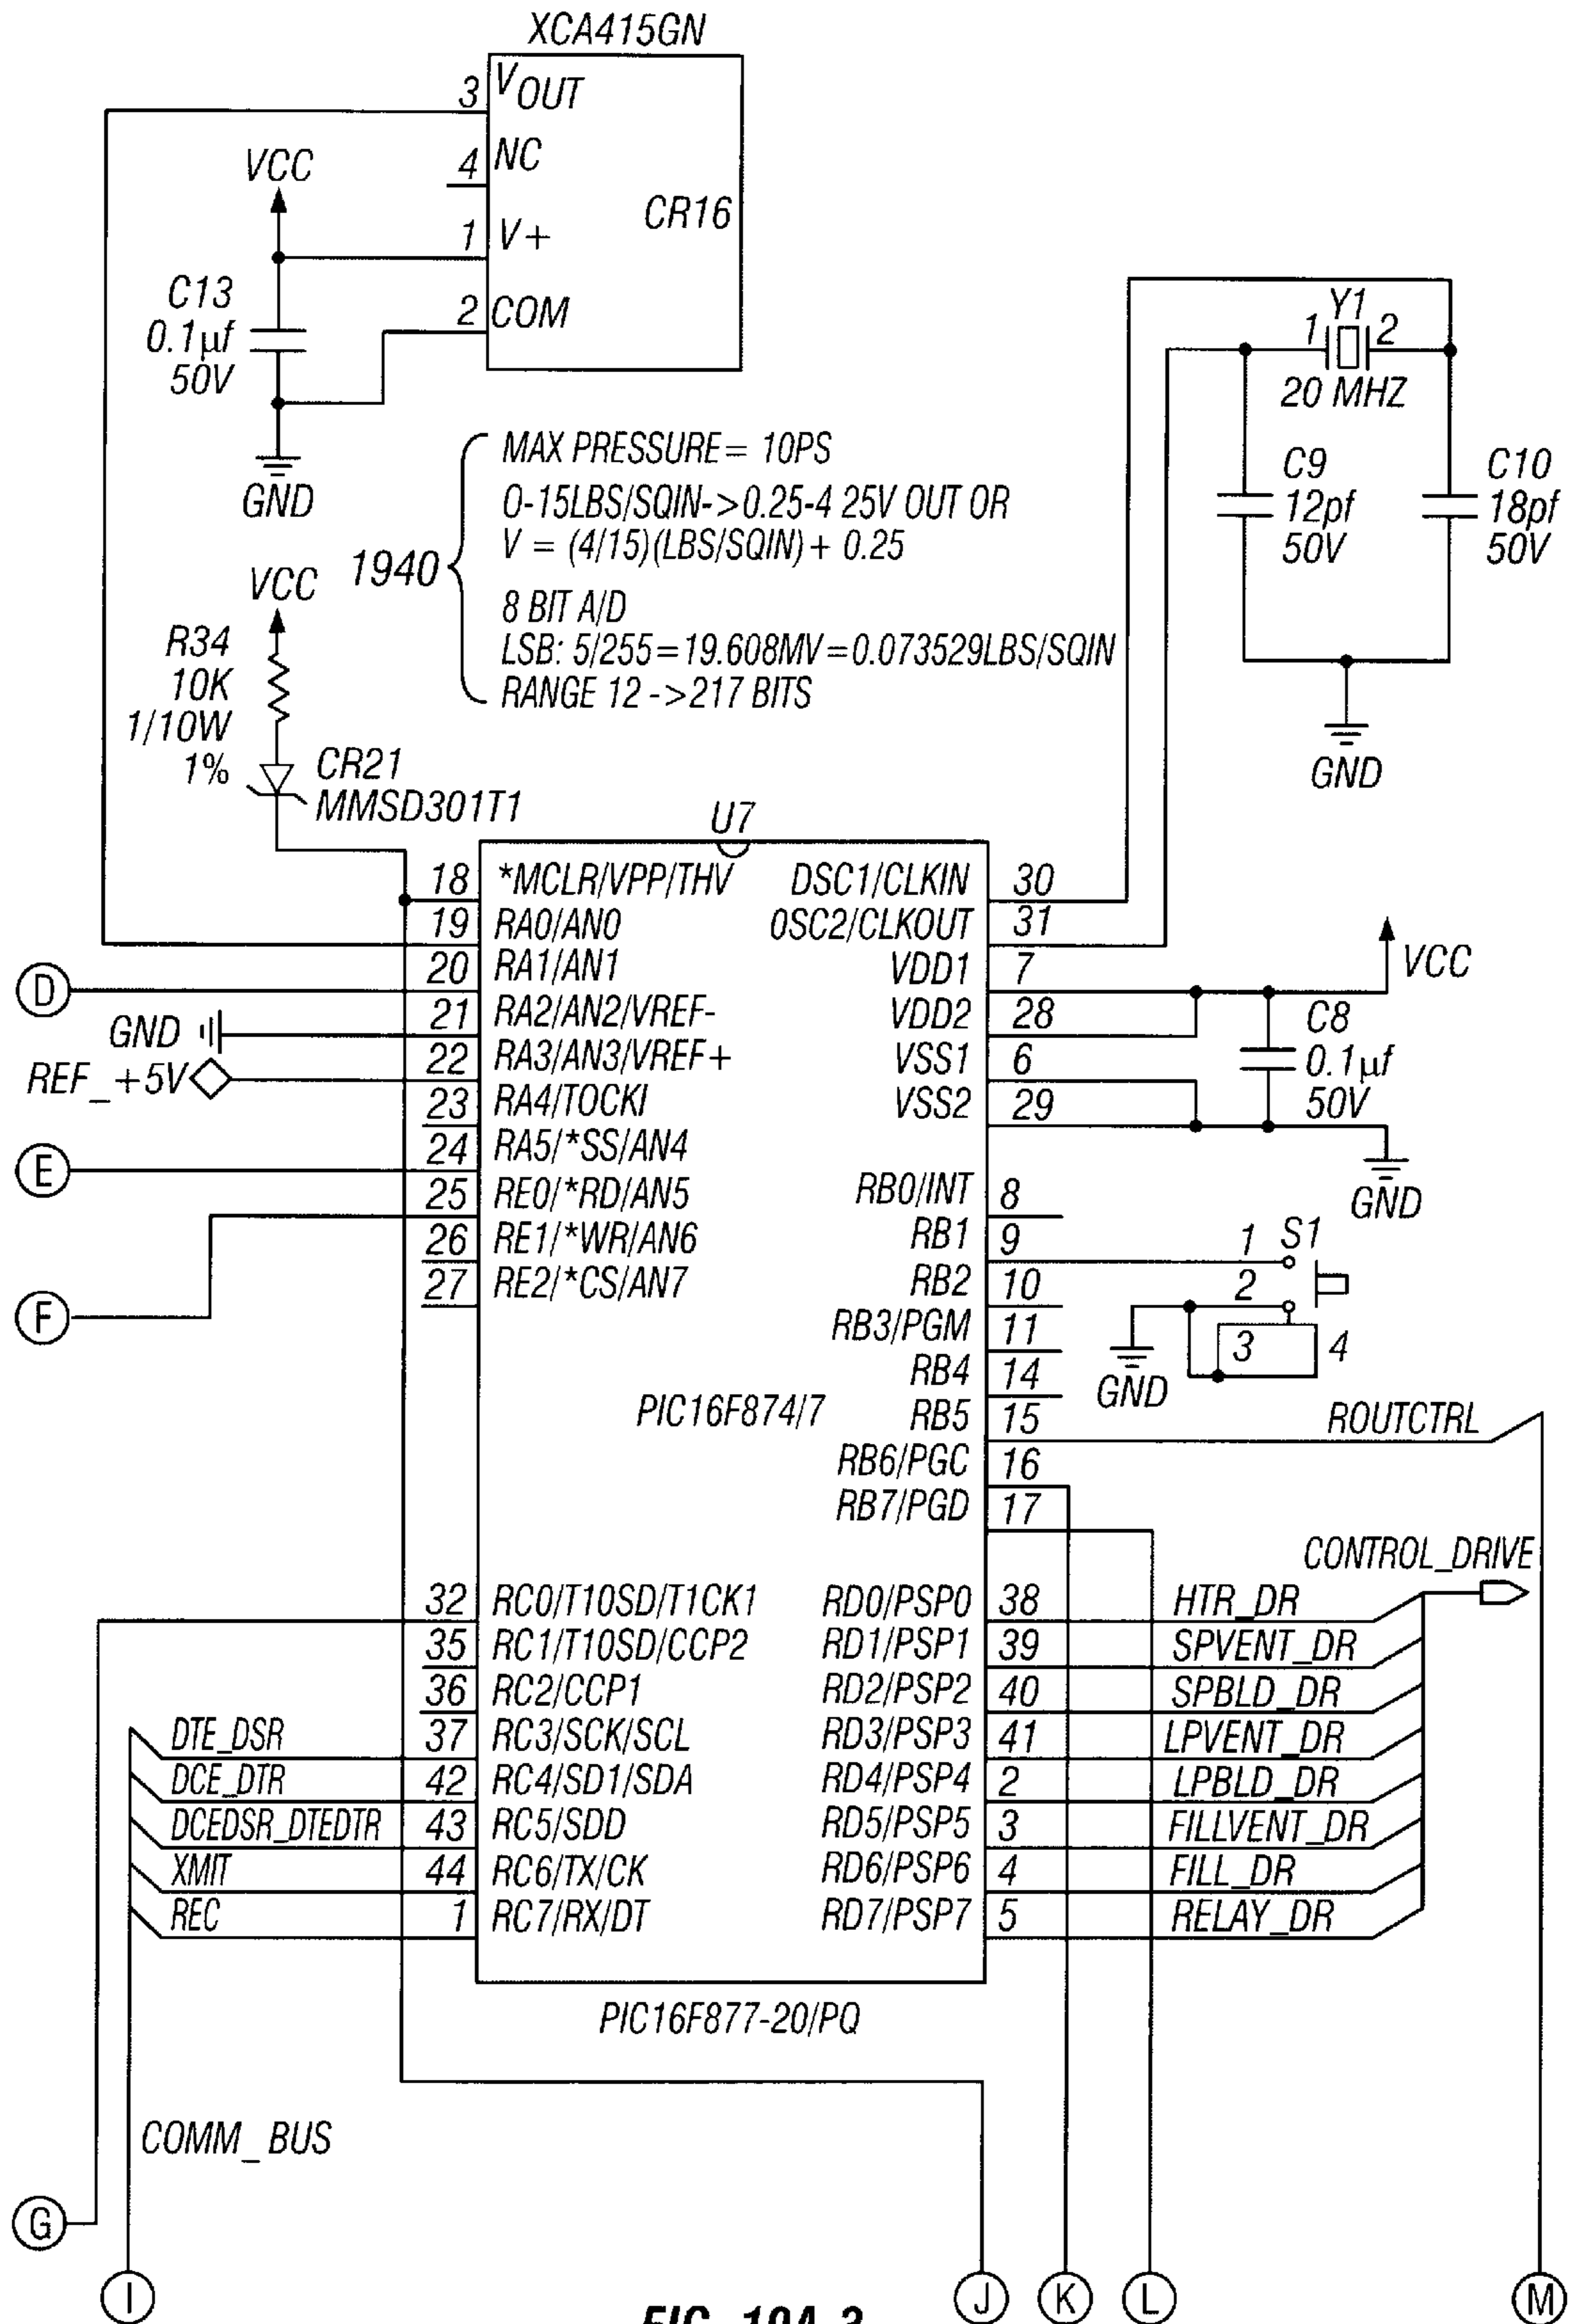 XCA415GN
3 VOUT
4 NC
1 V+
2 COM
CR16
VCC
C13
0.1µf
50V
GND
Y1
1 2
20 MHZ
C9
12pf
50V
C10
18pf
50V
GND
1940
MAX PRESSURE= 10PS
0-15LBS/SQIN->0.25-4 25V OUT OR
V = (4/15)(LBS/SQIN)+ 0.25
8 BIT A/D
LSB: 5/255=19.608MV=0.073529LBS/SQIN
RANGE 12 ->217 BITS
VCC
R34
10K
1/10W
1%
CR21
MMSD301T1
U7
18 *MCLR/VPP/THV
19 RA0/AN0
20 RA1/AN1
21 RA2/AN2/VREF-
22 RA3/AN3/VREF+
23 RA4/TOCKI
24 RA5/*SS/AN4
25 RE0/*RD/AN5
26 RE1/*WR/AN6
27 RE2/*CS/AN7
D
GND
REF_+5V
E
F
DSC1/CLKIN 30
OSC2/CLKOUT 31
VDD1 7
VDD2 28
VSS1 6
VSS2 29
VCC
C8
0.1µf
50V
GND
RB0/INT 8
RB1 9
RB2 10
RB3/PGM 11
RB4 14
RB5 15
RB6/PGC 16
RB7/PGD 17
1 S1
2
3 4
GND
ROUTCTRL
PIC16F874/7
CONTROL_DRIVE
32 RC0/T10SD/T1CK1
35 RC1/T10SD/CCP2
36 RC2/CCP1
37 RC3/SCK/SCL
42 RC4/SD1/SDA
43 RC5/SDD
44 RC6/TX/CK
1 RC7/RX/DT
DTE_DSR
DCE_DTR
DCEDSR_DTEDTR
XMIT
REC
RD0/PSP0 38 HTR_DR
RD1/PSP1 39 SPVENT_DR
RD2/PSP2 40 SPBLD_DR
RD3/PSP3 41 LPVENT_DR
RD4/PSP4 2 LPBLD_DR
RD5/PSP5 3 FILLVENT_DR
RD6/PSP6 4 FILL_DR
RD7/PSP7 5 RELAY_DR
PIC16F877-20/PQ
COMM_BUS
G
I
J
K
L
M